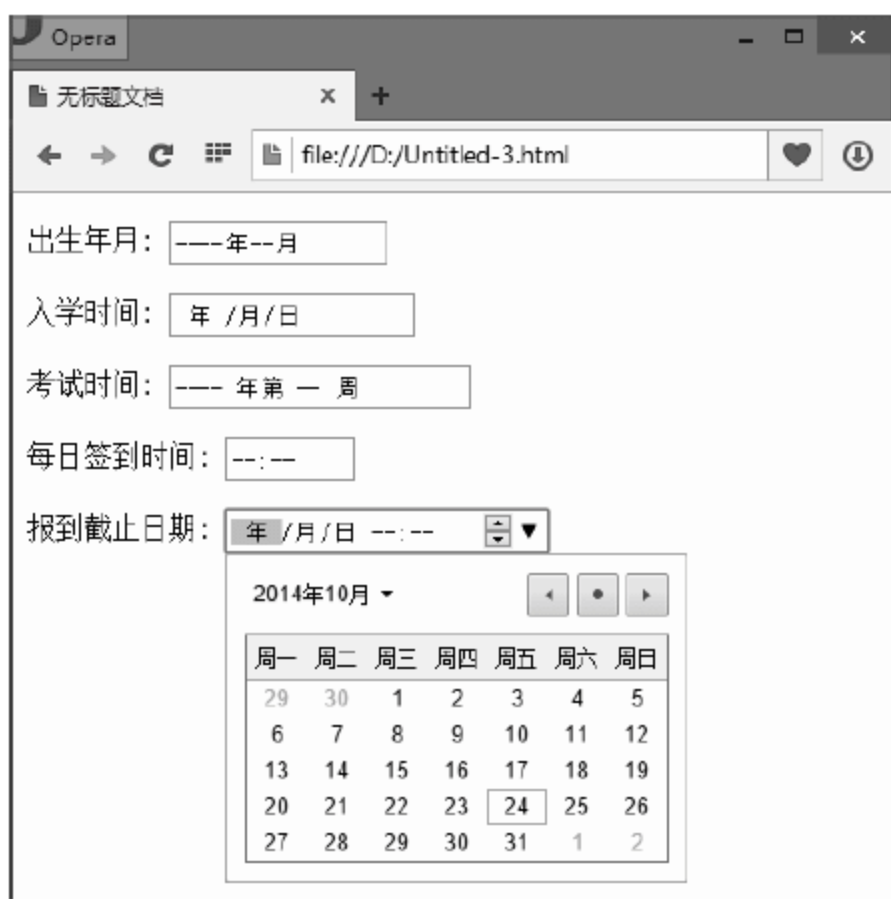 Opera
无标题文档
file:///D:/Untitled-3.html
出生年月: ----年--月
入学时间: 年 /月/日
考试时间: ---- 年第 -- 周
每日签到时间: --:--
报到截止日期: 年 /月/日 --:--
2014年10月
周一 周二 周三 周四 周五 周六 周日
29 30 1 2 3 4 5
6 7 8 9 10 11 12
13 14 15 16 17 18 19
20 21 22 23 24 25 26
27 28 29 30 31 1 2